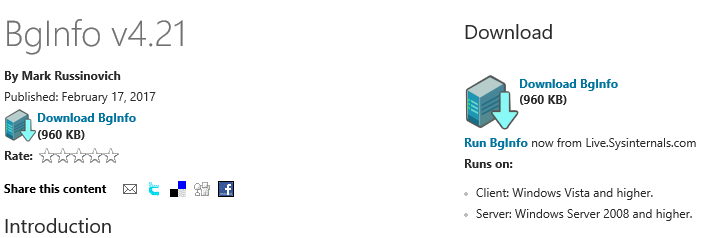 BgInfo v4.21
By Mark Russinovich
Published: February 17, 2017
Download BgInfo
(960 KB)
Rate:
Share this content
Introduction
Download
Download BgInfo
(960 KB)
Run BgInfo now from Live.Sysinternals.com
Runs on:
Client: Windows Vista and higher.
Server: Windows Server 2008 and higher.